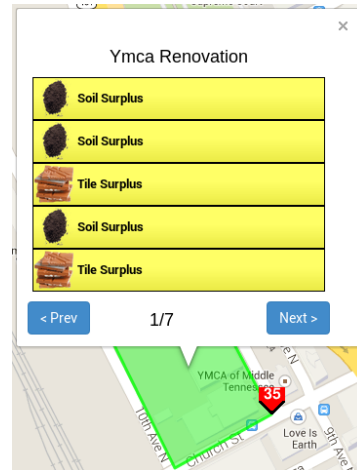 ×
Ymca Renovation
Soil Surplus
Soil Surplus
Tile Surplus
Soil Surplus
Tile Surplus
< Prev
1/7
Next >
YMCA of Middle
Tennessee
35
10th Ave N
Church St
Love Is
Earth
9th Ave